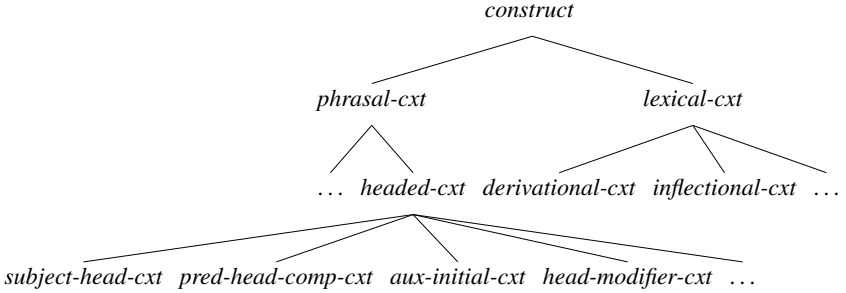 construct
phrasal-cxt lexical-cxt
... headed-cxt derivational-cxt inflectional-cxt ...
subject-head-cxt pred-head-comp-cxt aux-initial-cxt head-modifier-cxt ...